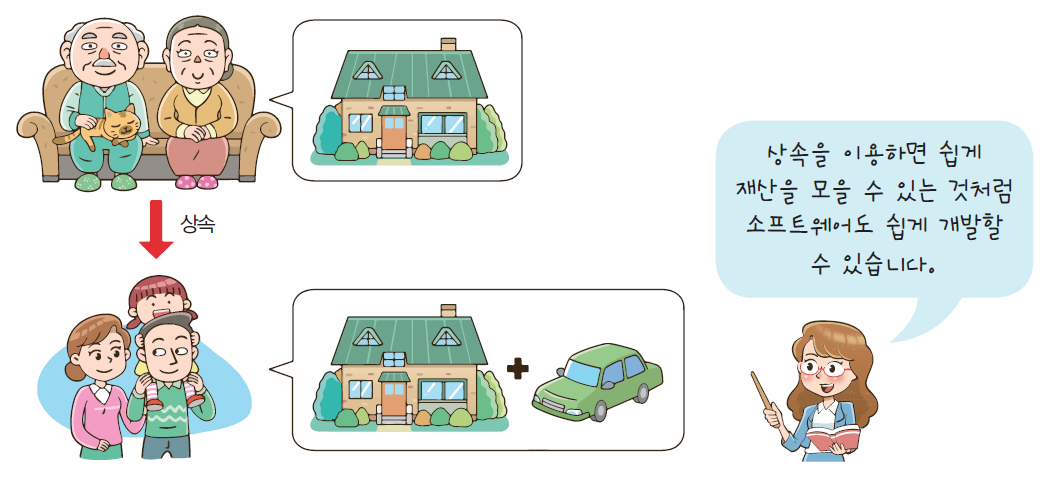 상속
상속을 이용하면 쉽게
재산을 모을 수 있는 것처럼
소프트웨어도 쉽게 개발할
수 있습니다.